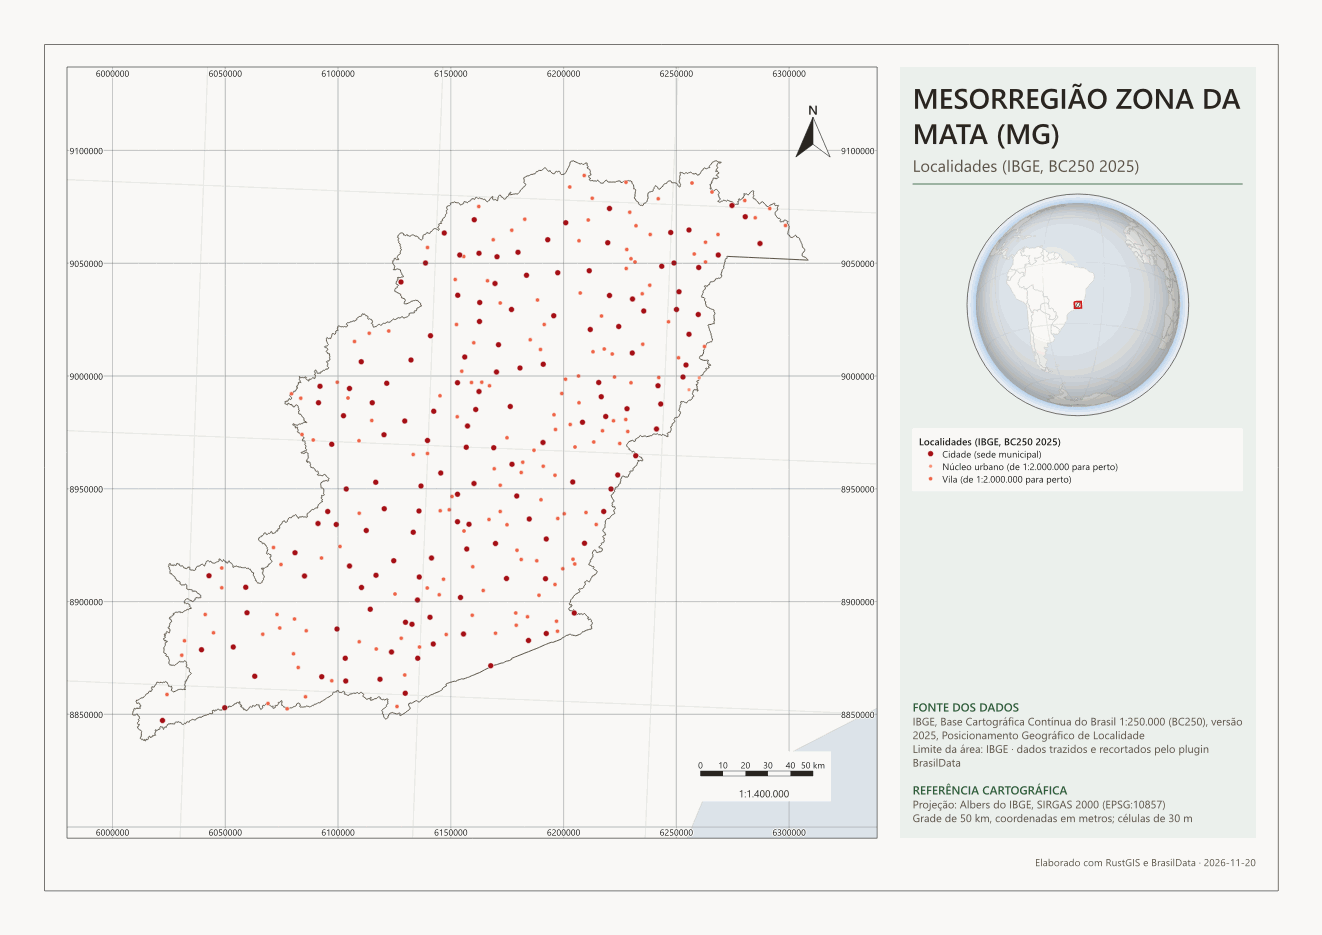 6000000 6050000 6100000 6150000 6200000 6250000 6300000
N
9100000 9100000
9050000 9050000
9000000 9000000
8950000 8950000
8900000 8900000
8850000 8850000
0 10 20 30 40 50 km
1:1.400.000
6000000 6050000 6100000 6150000 6200000 6250000 6300000
MESORREGIÃO ZONA DA
MATA (MG)
Localidades (IBGE, BC250 2025)
Localidades (IBGE, BC250 2025)
Cidade (sede municipal)
Núcleo urbano (de 1:2.000.000 para perto)
Vila (de 1:2.000.000 para perto)
FONTE DOS DADOS
IBGE, Base Cartográfica Contínua do Brasil 1:250.000 (BC250), versão
2025, Posicionamento Geográfico de Localidade
Limite da área: IBGE · dados trazidos e recortados pelo plugin
BrasilData
REFERÊNCIA CARTOGRÁFICA
Projeção: Albers do IBGE, SIRGAS 2000 (EPSG:10857)
Grade de 50 km, coordenadas em metros; células de 30 m
Elaborado com RustGIS e BrasilData · 2026-11-20